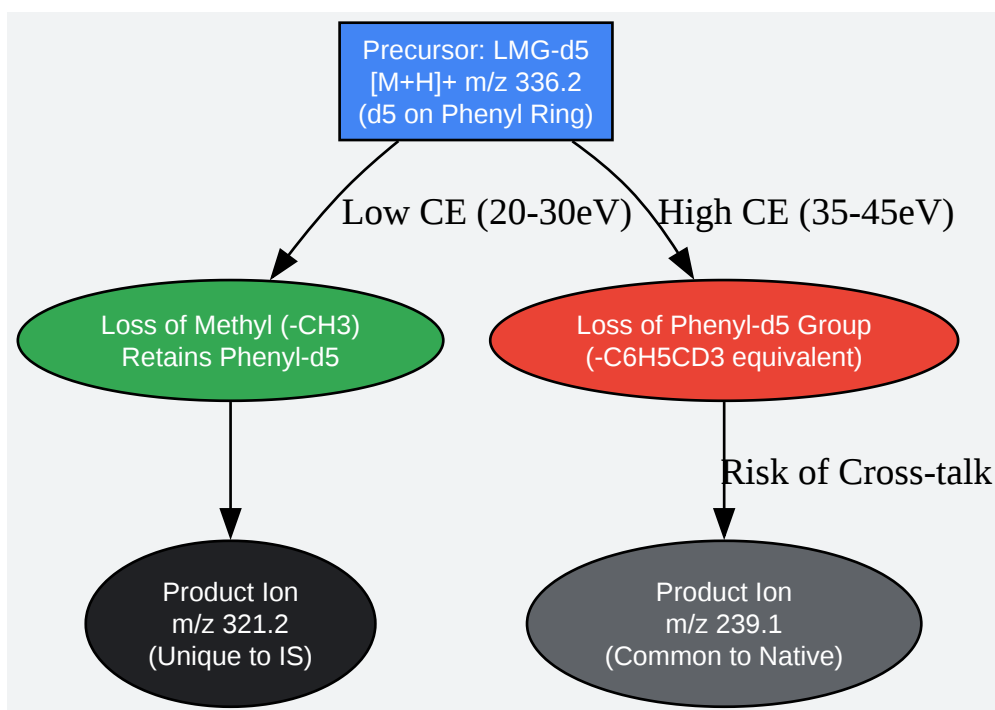 Precursor: LMG-d5
[M+H]+ m/z 336.2
(d5 on Phenyl Ring)
Low CE (20-30eV)
High CE (35-45eV)
Loss of Methyl (-CH3)
Retains Phenyl-d5
Loss of Phenyl-d5 Group
(-C6H5CD3 equivalent)
Risk of Cross-talk
Product Ion
m/z 321.2
(Unique to IS)
Product Ion
m/z 239.1
(Common to Native)